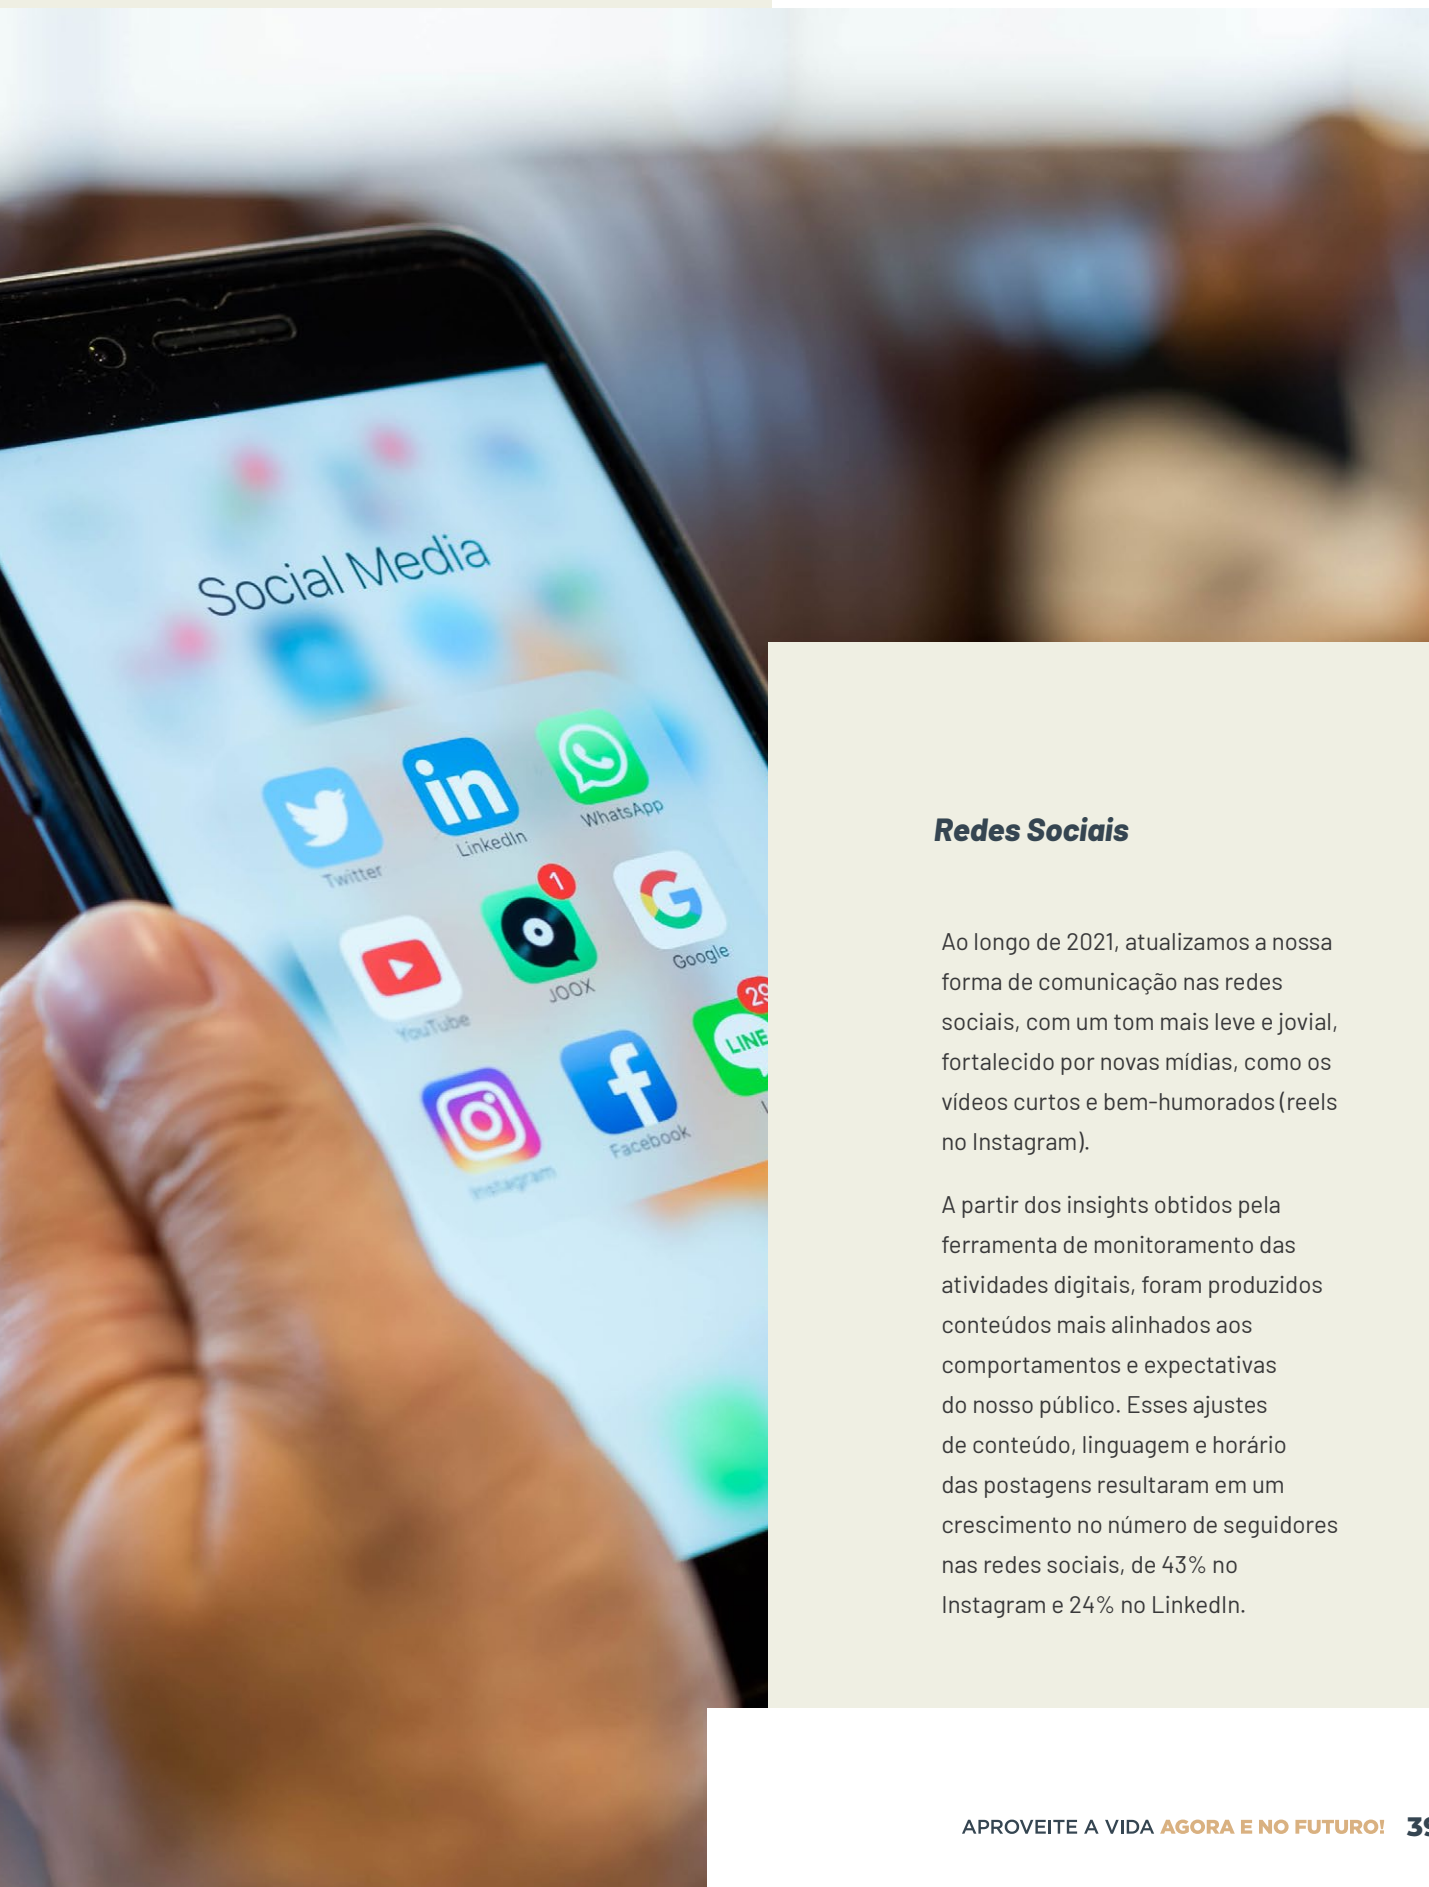 Social Media
Twitter
LinkedIn
WhatsApp
YouTube
JOOX
1
Google
Instagram
Facebook
LINE
29
Redes Sociais
Ao longo de 2021, atualizamos a nossa
forma de comunicação nas redes
sociais, com um tom mais leve e jovial,
fortalecido por novas mídias, como os
vídeos curtos e bem-humorados (reels
no Instagram).
A partir dos insights obtidos pela
ferramenta de monitoramento das
atividades digitais, foram produzidos
conteúdos mais alinhados aos
comportamentos e expectativas
do nosso público. Esses ajustes
de conteúdo, linguagem e horário
das postagens resultaram em um
crescimento no número de seguidores
nas redes sociais, de 43% no
Instagram e 24% no LinkedIn.
APROVEITE A VIDA AGORA E NO FUTURO! 39